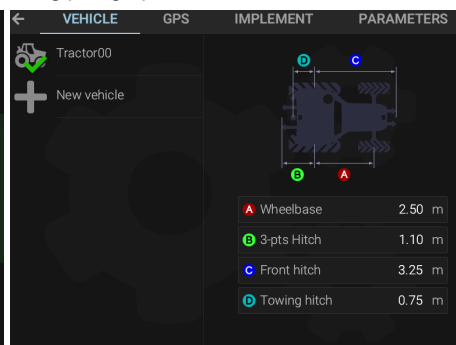 VEHICLE GPS IMPLEMENT PARAMETERS
Tractor00
New vehicle
D C
B A
A Wheelbase 2.50 m
B 3-pts Hitch 1.10 m
C Front hitch 3.25 m
D Towing hitch 0.75 m